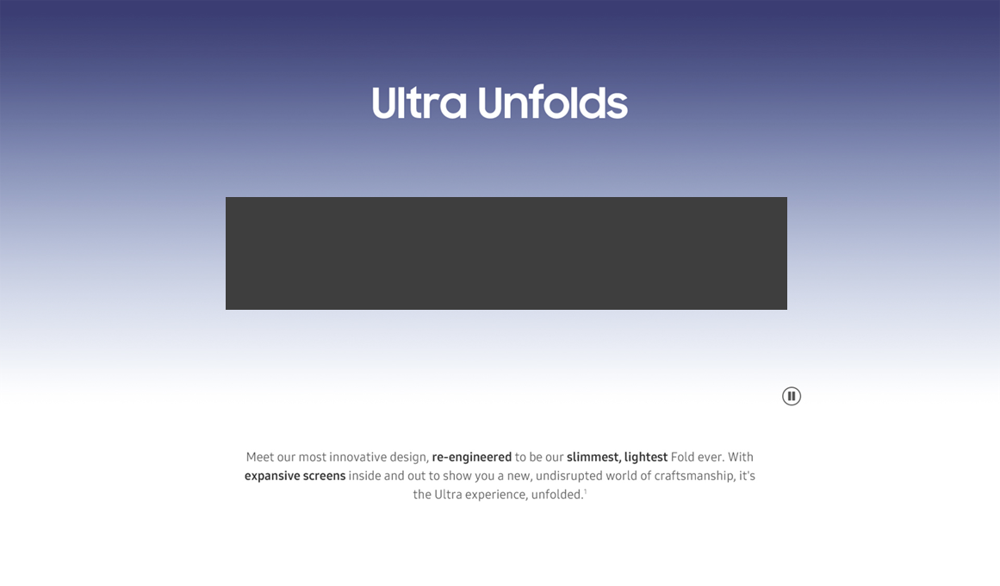 Ultra Unfolds
Meet our most innovative design, re-engineered to be our slimmest, lightest Fold ever. With
expansive screens inside and out to show you a new, undisrupted world of craftsmanship, it's
the Ultra experience, unfolded.¹